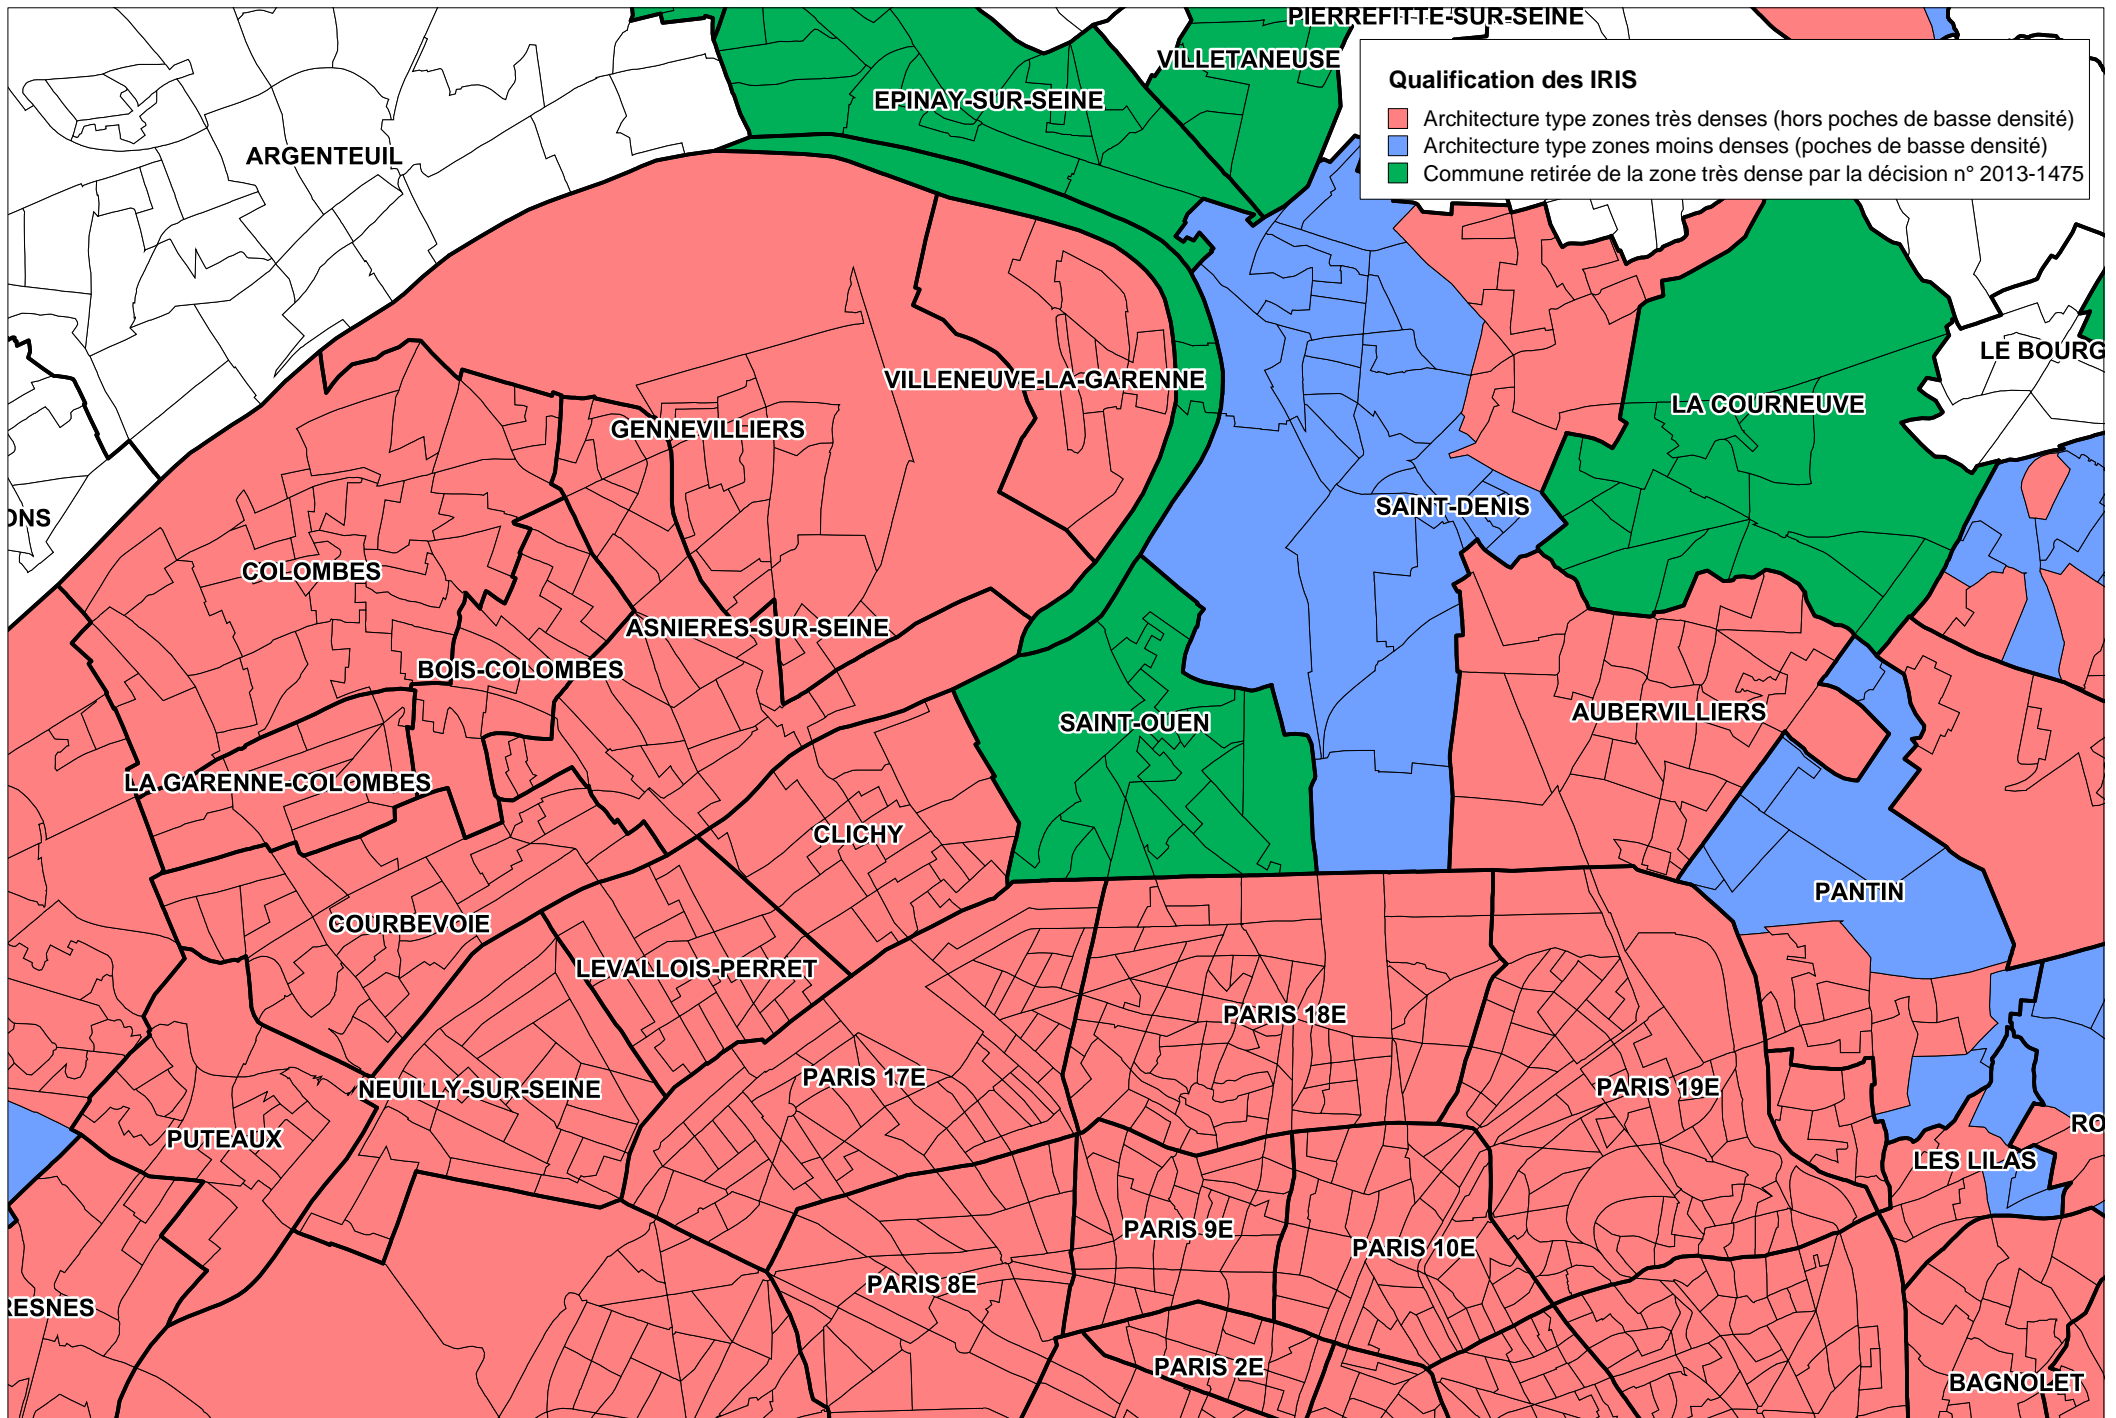 PIERREFITTE-SUR-SEINE
VILLETANEUSE
Qualification des IRIS
EPINAY-SUR-SEINE
Architecture type zones très denses (hors poches de basse densité)
Architecture type zones moins denses (poches de basse densité)
Commune retirée de la zone très dense par la décision n° 2013-1475
ARGENTEUIL
LE BOURG
VILLENEUVE-LA-GARENNE
LA COURNEUVE
GENNEVILLIERS
SAINT-DENIS
ONS
COLOMBES
ASNIERES-SUR-SEINE
BOIS-COLOMBES
AUBERVILLIERS
SAINT-OUEN
LA GARENNE-COLOMBES
CLICHY
PANTIN
COURBEVOIE
LEVALLOIS-PERRET
PARIS 18E
PARIS 17E
PARIS 19E
NEUILLY-SUR-SEINE
RO
PUTEAUX
LES LILAS
PARIS 9E
PARIS 10E
PARIS 8E
RESNES
PARIS 2E
BAGNOLET